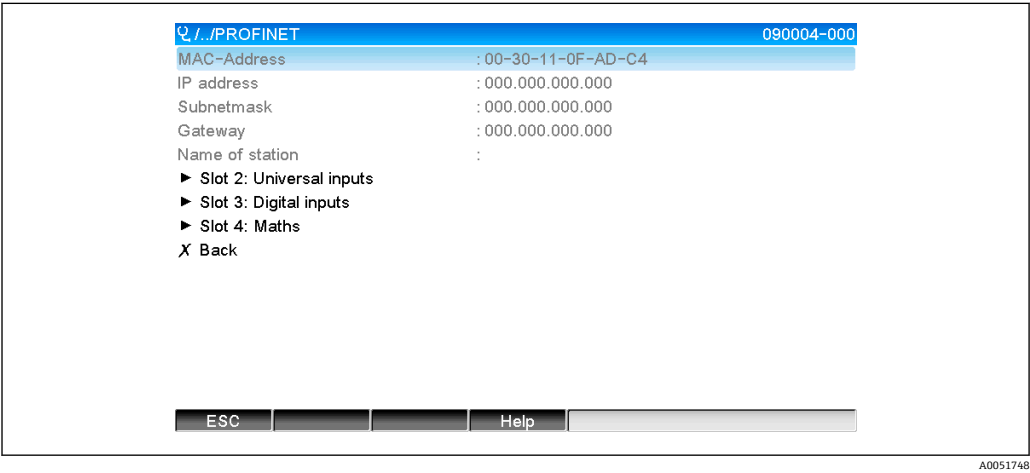 /../PROFINET 090004-000
MAC-Address : 00-30-11-0F-AD-C4
IP address : 000.000.000.000
Subnetmask : 000.000.000.000
Gateway : 000.000.000.000
Name of station :
► Slot 2: Universal inputs
► Slot 3: Digital inputs
► Slot 4: Maths
X Back
ESC Help
A0051748